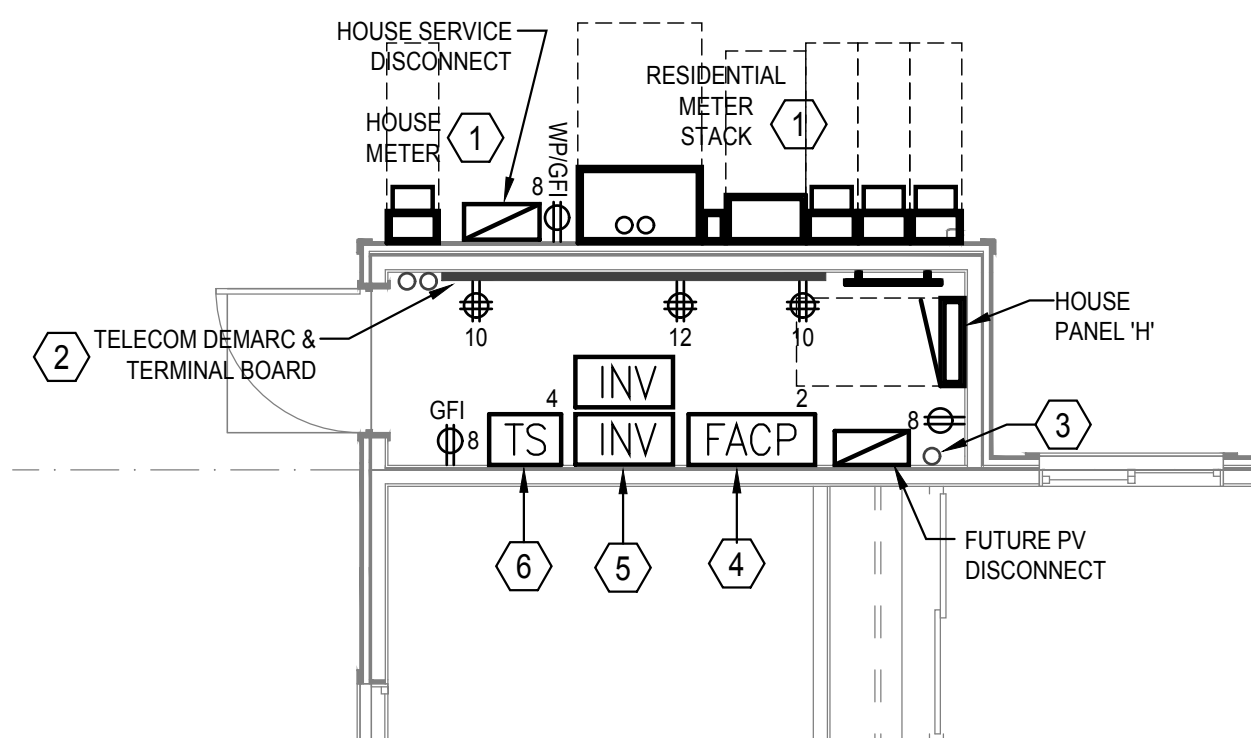 HOUSE SERVICE
DISCONNECT
RESIDENTIAL
METER
STACK
1
HOUSE
METER
1
WP/GFI
8
10
12
10
HOUSE
PANEL 'H'
2
TELECOM DEMARC &
TERMINAL BOARD
INV
GFI
8
4
TS
INV
2
FACP
8
3
6
5
4
FUTURE PV
DISCONNECT